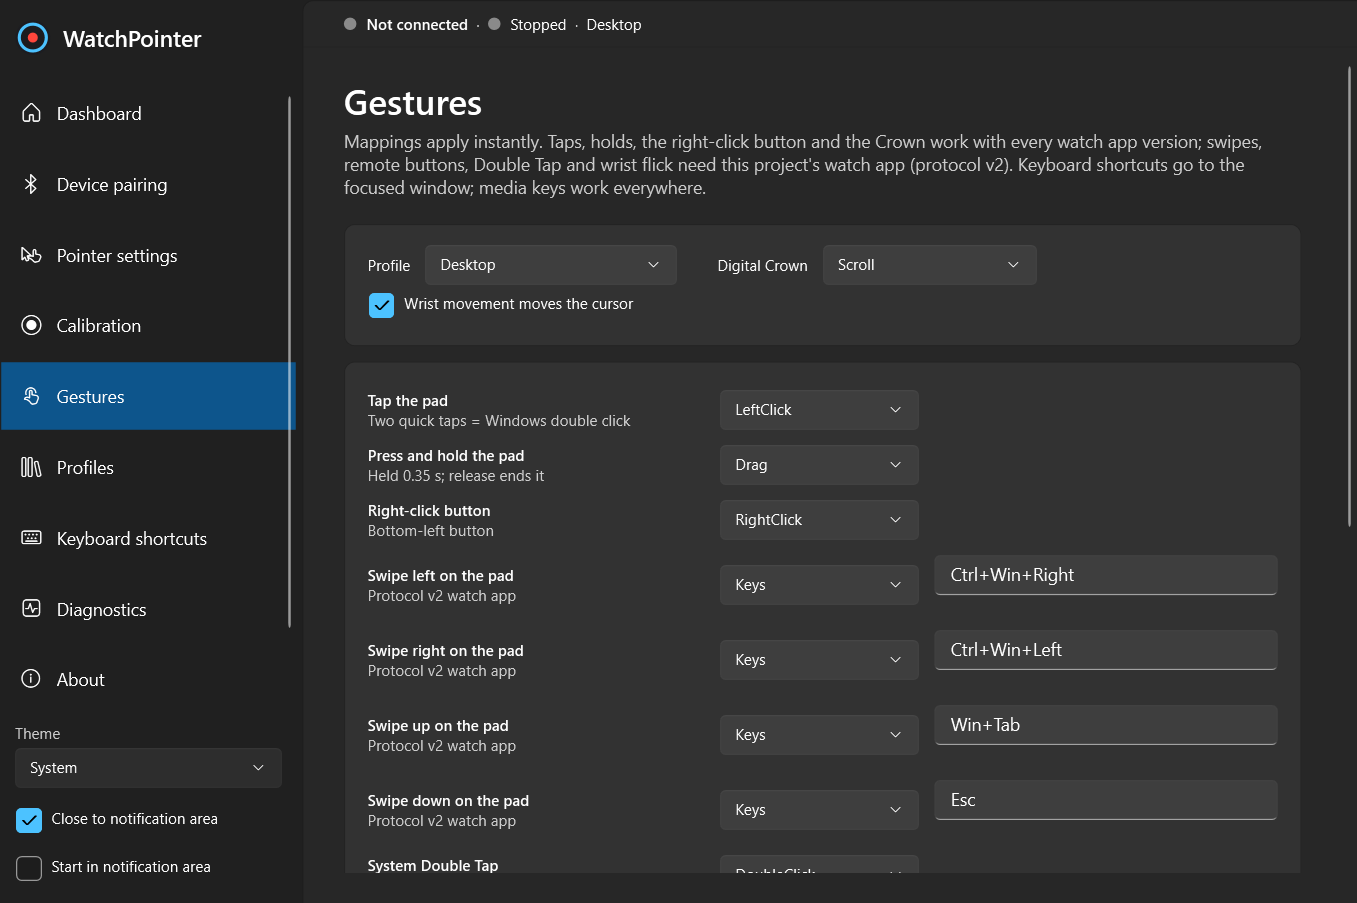 WatchPointer
Not connected · Stopped · Desktop
Dashboard
Device pairing
Pointer settings
Calibration
Gestures
Profiles
Keyboard shortcuts
Diagnostics
About
Theme
System
Close to notification area
Start in notification area
Gestures
Mappings apply instantly. Taps, holds, the right-click button and the Crown work with every watch app version; swipes,
remote buttons, Double Tap and wrist flick need this project's watch app (protocol v2). Keyboard shortcuts go to the
focused window; media keys work everywhere.
Profile Desktop Digital Crown Scroll
Wrist movement moves the cursor
Tap the pad
Two quick taps = Windows double click
LeftClick
Press and hold the pad
Held 0.35 s; release ends it
Drag
Right-click button
Bottom-left button
RightClick
Swipe left on the pad
Protocol v2 watch app
Keys
Ctrl+Win+Right
Swipe right on the pad
Protocol v2 watch app
Keys
Ctrl+Win+Left
Swipe up on the pad
Protocol v2 watch app
Keys
Win+Tab
Swipe down on the pad
Protocol v2 watch app
Keys
Esc
System Double Tap
DoubleClick